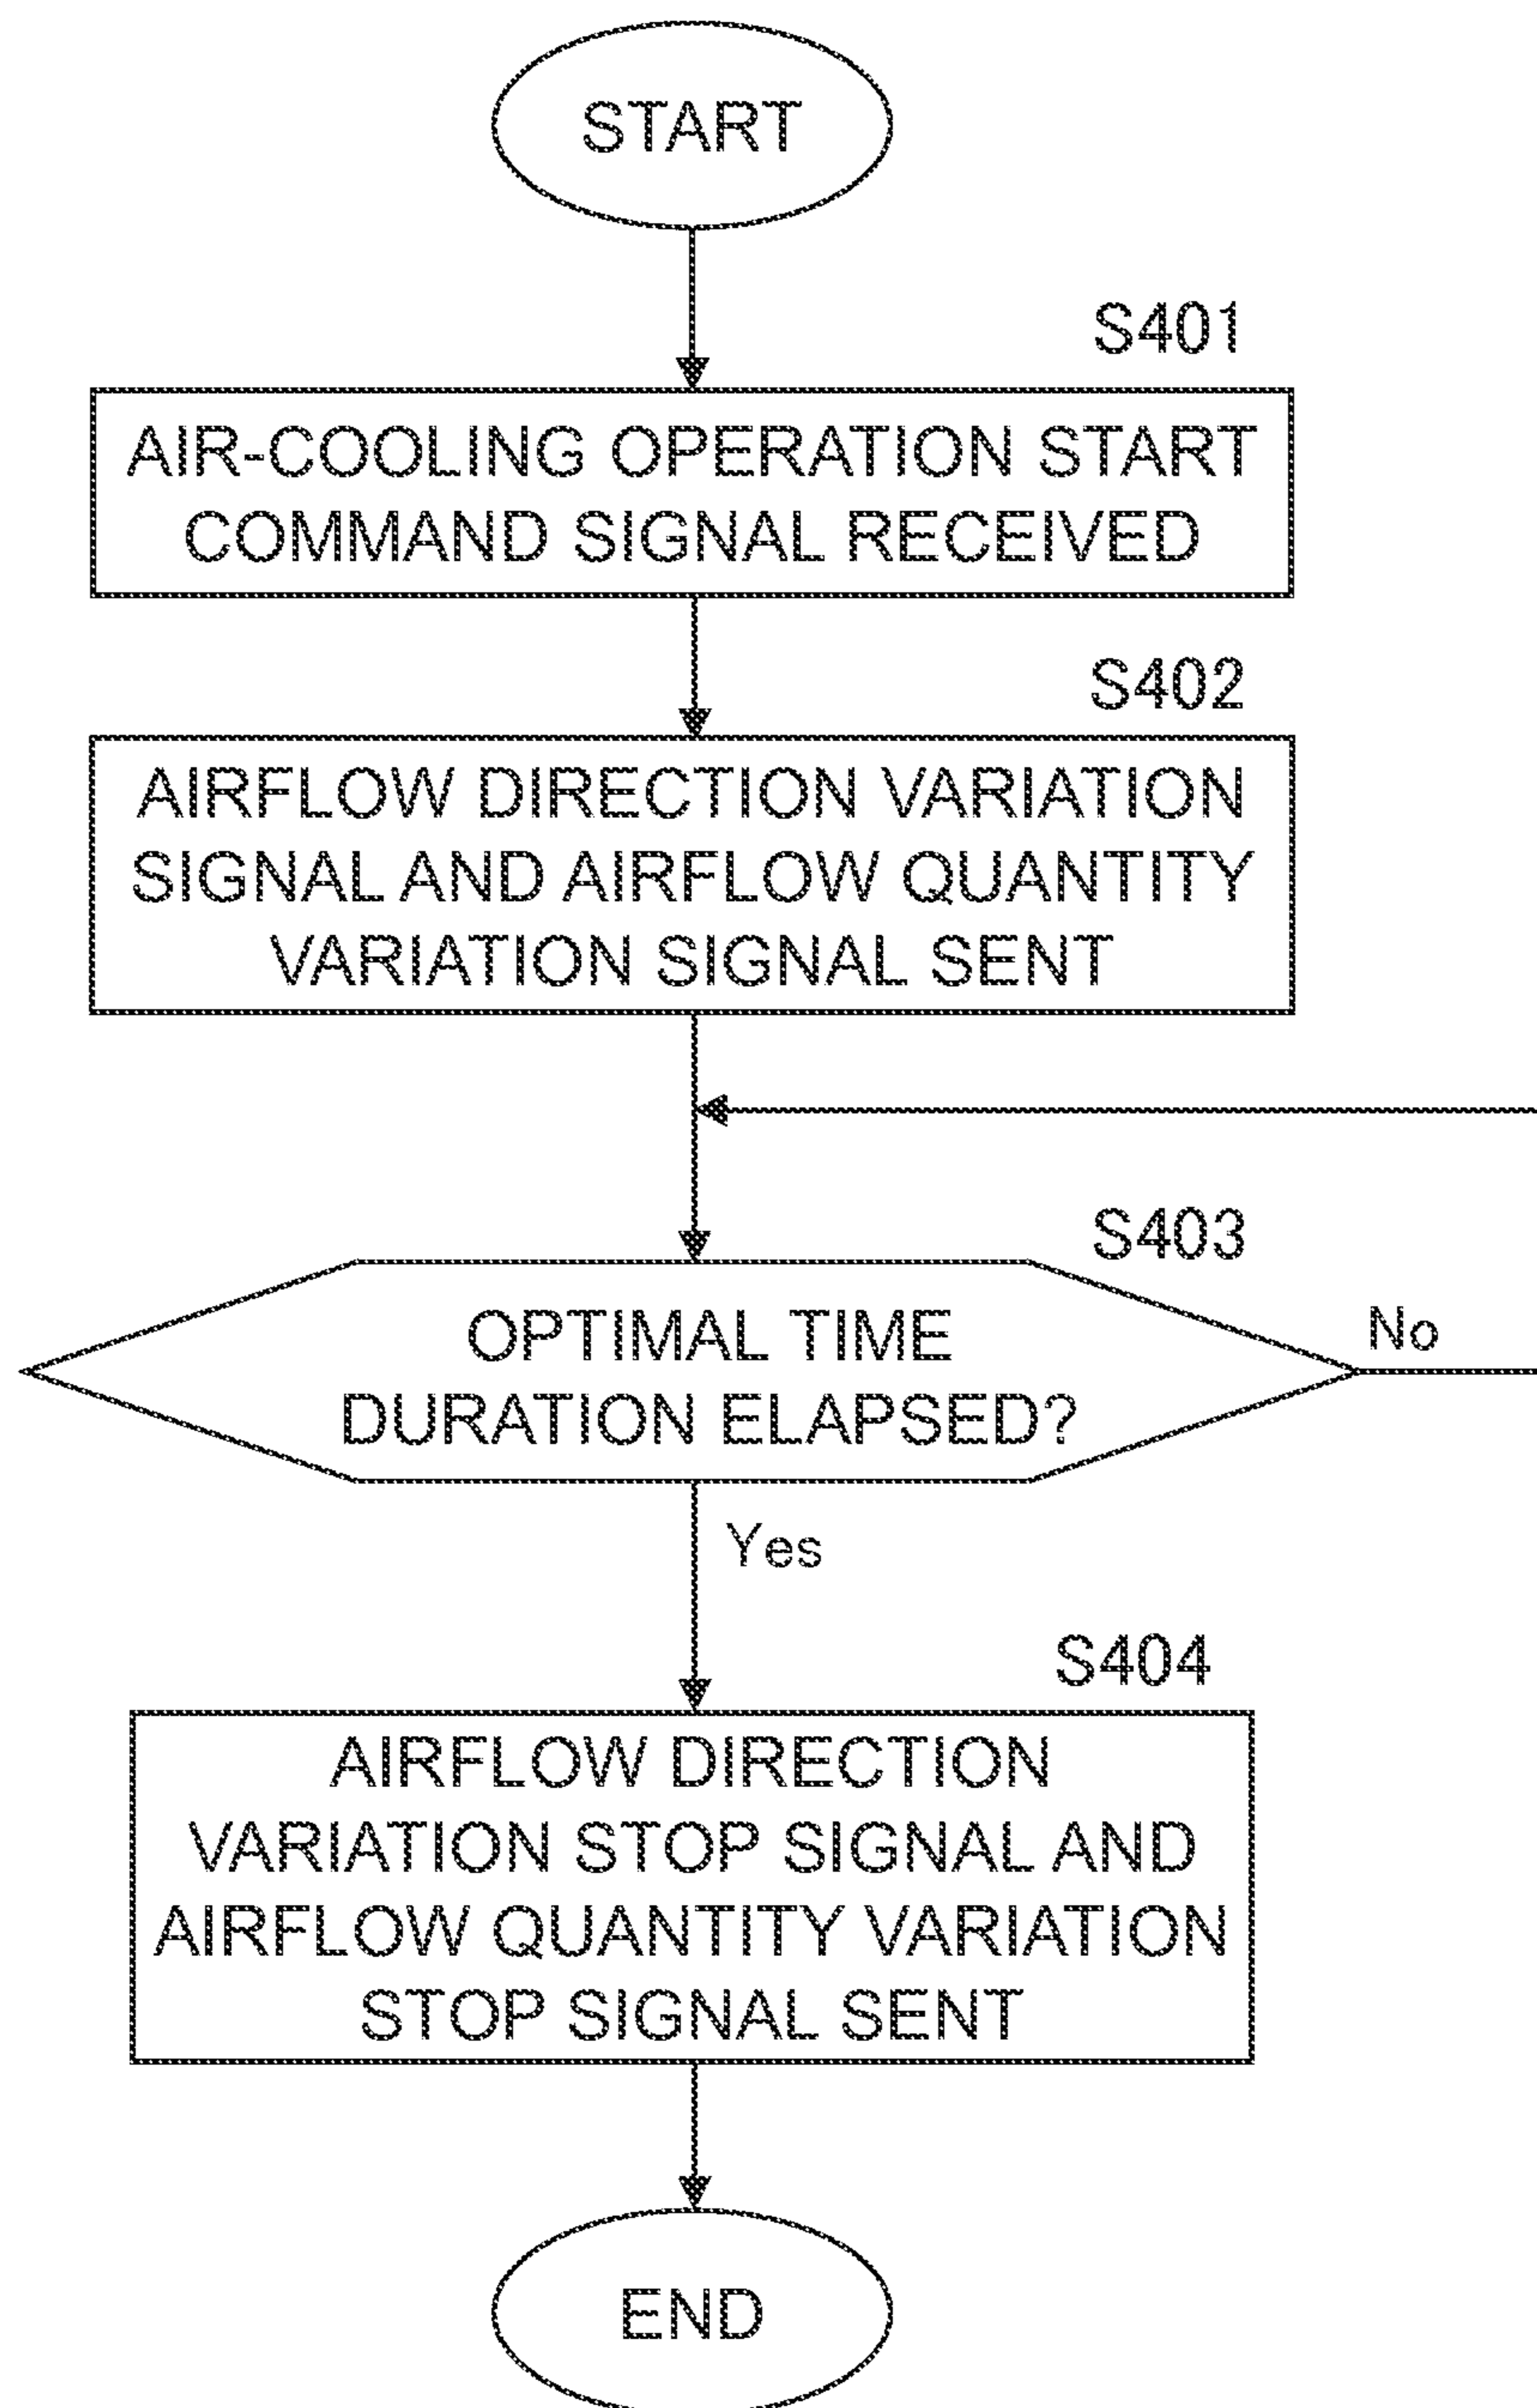 START
S401
AIR-COOLING OPERATION START
COMMAND SIGNAL RECEIVED
S402
AIRFLOW DIRECTION VARIATION
SIGNAL AND AIRFLOW QUANTITY
VARIATION SIGNAL SENT
S403
OPTIMAL TIME
DURATION ELAPSED?
No
Yes
S404
AIRFLOW DIRECTION
VARIATION STOP SIGNAL AND
AIRFLOW QUANTITY VARIATION
STOP SIGNAL SENT
END